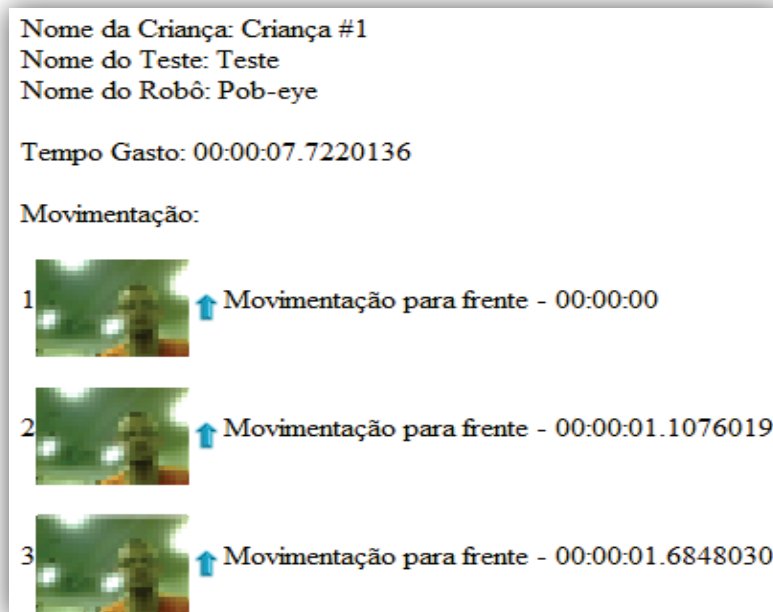 Nome da Criança: Criança #1
Nome do Teste: Teste
Nome do Robô: Pob-eye
Tempo Gasto: 00:00:07.7220136
Movimentação:
1 Movimentação para frente - 00:00:00
2 Movimentação para frente - 00:00:01.1076019
3 Movimentação para frente - 00:00:01.6848030